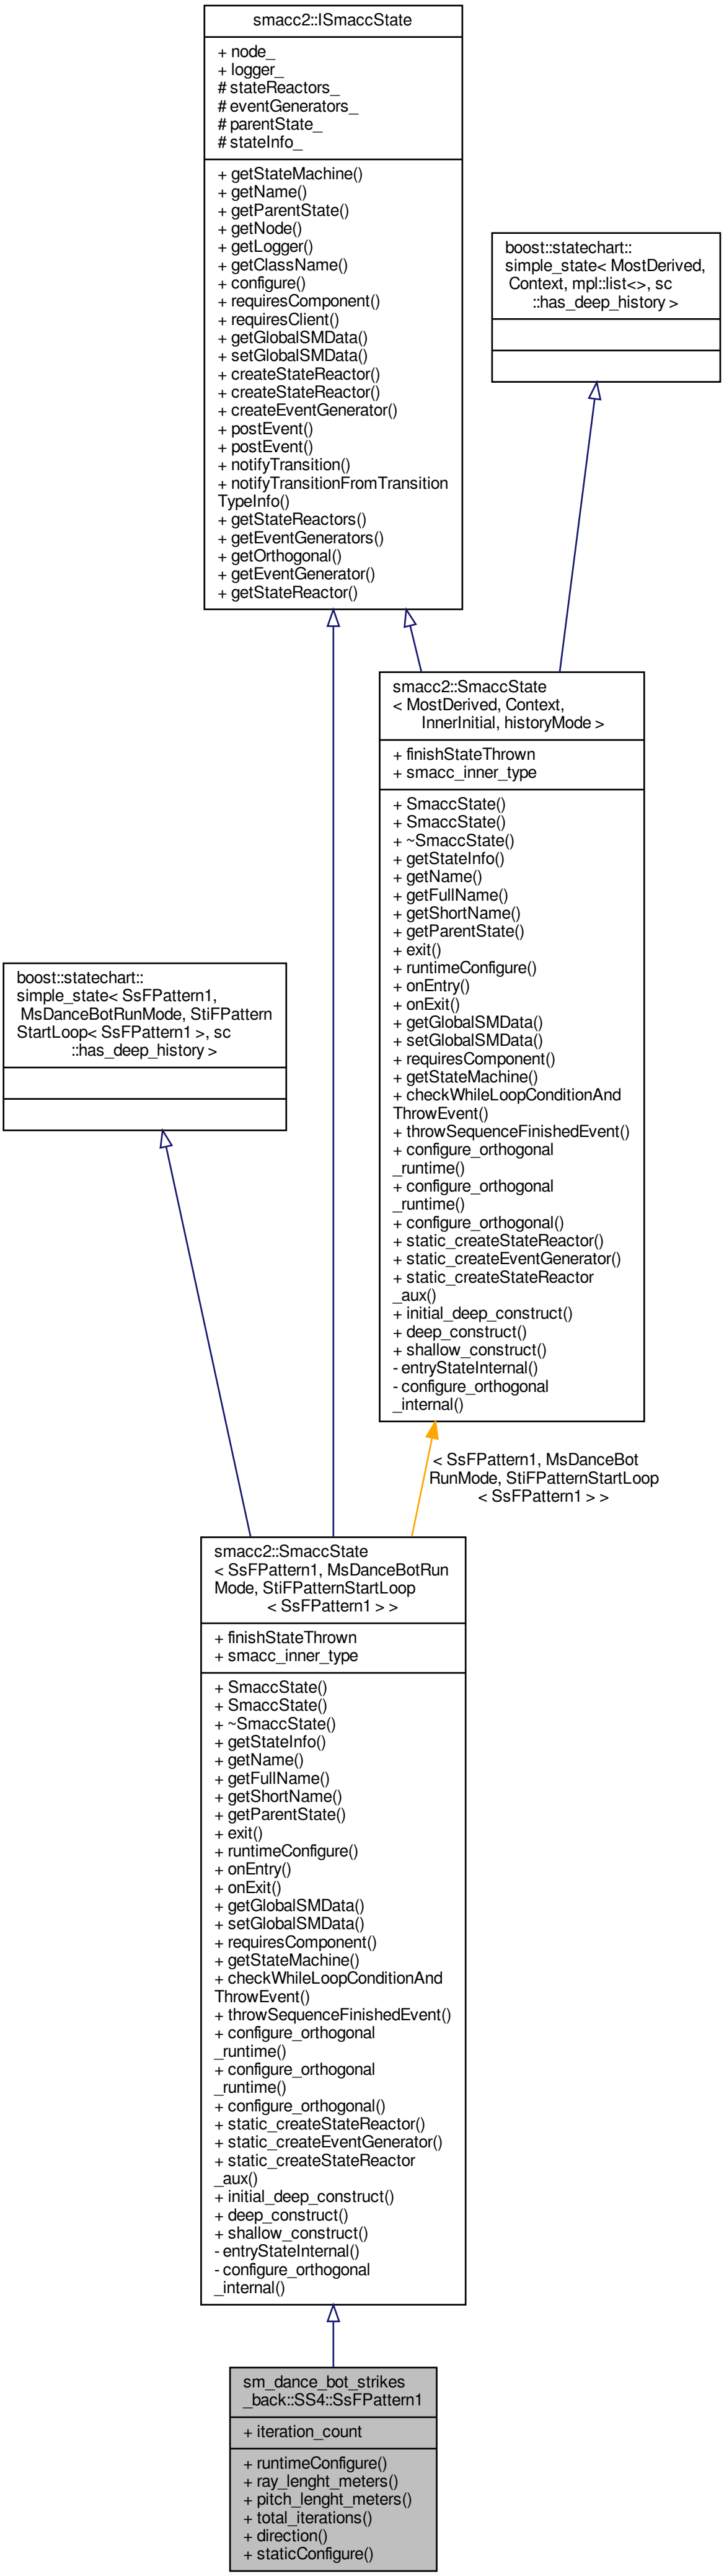 smacc2::ISmaccState
+ node_
+ logger_
# stateReactors_
# eventGenerators_
# parentState_
# stateInfo_
+ getStateMachine()
+ getName()
+ getParentState()
+ getNode()
+ getLogger()
+ getClassName()
+ configure()
+ requiresComponent()
+ requiresClient()
+ getGlobalSMData()
+ setGlobalSMData()
+ createStateReactor()
+ createStateReactor()
+ createEventGenerator()
+ postEvent()
+ postEvent()
+ notifyTransition()
+ notifyTransitionFromTransition
TypeInfo()
+ getStateReactors()
+ getEventGenerators()
+ getOrthogonal()
+ getEventGenerator()
+ getStateReactor()
boost::statechart::
simple_state< MostDerived,
Context, mpl::list<>, sc
::has_deep_history >
smacc2::SmaccState
< MostDerived, Context,
InnerInitial, historyMode >
+ finishStateThrown
+ smacc_inner_type
+ SmaccState()
+ SmaccState()
+ ~SmaccState()
+ getStateInfo()
+ getName()
+ getFullName()
+ getShortName()
+ getParentState()
+ exit()
+ runtimeConfigure()
+ onEntry()
+ onExit()
+ getGlobalSMData()
+ setGlobalSMData()
+ requiresComponent()
+ getStateMachine()
+ checkWhileLoopConditionAnd
ThrowEvent()
+ throwSequenceFinishedEvent()
+ configure_orthogonal
_runtime()
+ configure_orthogonal
_runtime()
+ configure_orthogonal()
+ static_createStateReactor()
+ static_createEventGenerator()
+ static_createStateReactor
_aux()
+ initial_deep_construct()
+ deep_construct()
+ shallow_construct()
- entryStateInternal()
- configure_orthogonal
_internal()
boost::statechart::
simple_state< SsFPattern1,
MsDanceBotRunMode, StiFPattern
StartLoop< SsFPattern1 >, sc
::has_deep_history >
< SsFPattern1, MsDanceBot
RunMode, StiFPatternStartLoop
< SsFPattern1 > >
smacc2::SmaccState
< SsFPattern1, MsDanceBotRun
Mode, StiFPatternStartLoop
< SsFPattern1 > >
+ finishStateThrown
+ smacc_inner_type
+ SmaccState()
+ SmaccState()
+ ~SmaccState()
+ getStateInfo()
+ getName()
+ getFullName()
+ getShortName()
+ getParentState()
+ exit()
+ runtimeConfigure()
+ onEntry()
+ onExit()
+ getGlobalSMData()
+ setGlobalSMData()
+ requiresComponent()
+ getStateMachine()
+ checkWhileLoopConditionAnd
ThrowEvent()
+ throwSequenceFinishedEvent()
+ configure_orthogonal
_runtime()
+ configure_orthogonal
_runtime()
+ configure_orthogonal()
+ static_createStateReactor()
+ static_createEventGenerator()
+ static_createStateReactor
_aux()
+ initial_deep_construct()
+ deep_construct()
+ shallow_construct()
- entryStateInternal()
- configure_orthogonal
_internal()
sm_dance_bot_strikes
_back::SS4::SsFPattern1
+ iteration_count
+ runtimeConfigure()
+ ray_lenght_meters()
+ pitch_lenght_meters()
+ total_iterations()
+ direction()
+ staticConfigure()